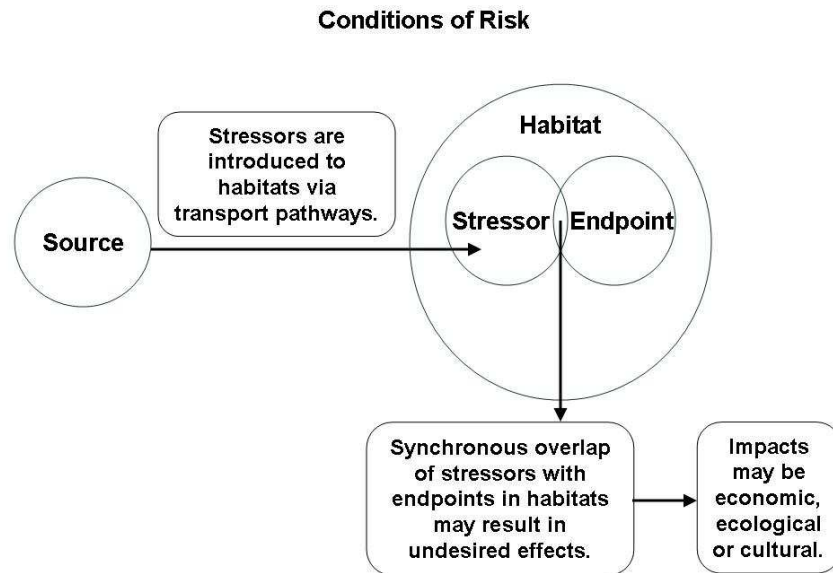 Conditions of Risk
Stressors are
introduced to
habitats via
transport pathways.
Habitat
Source
Stressor
Endpoint
Synchronous overlap
of stressors with
endpoints in habitats
may result in
undesired effects.
Impacts
may be
economic,
ecological
or cultural.